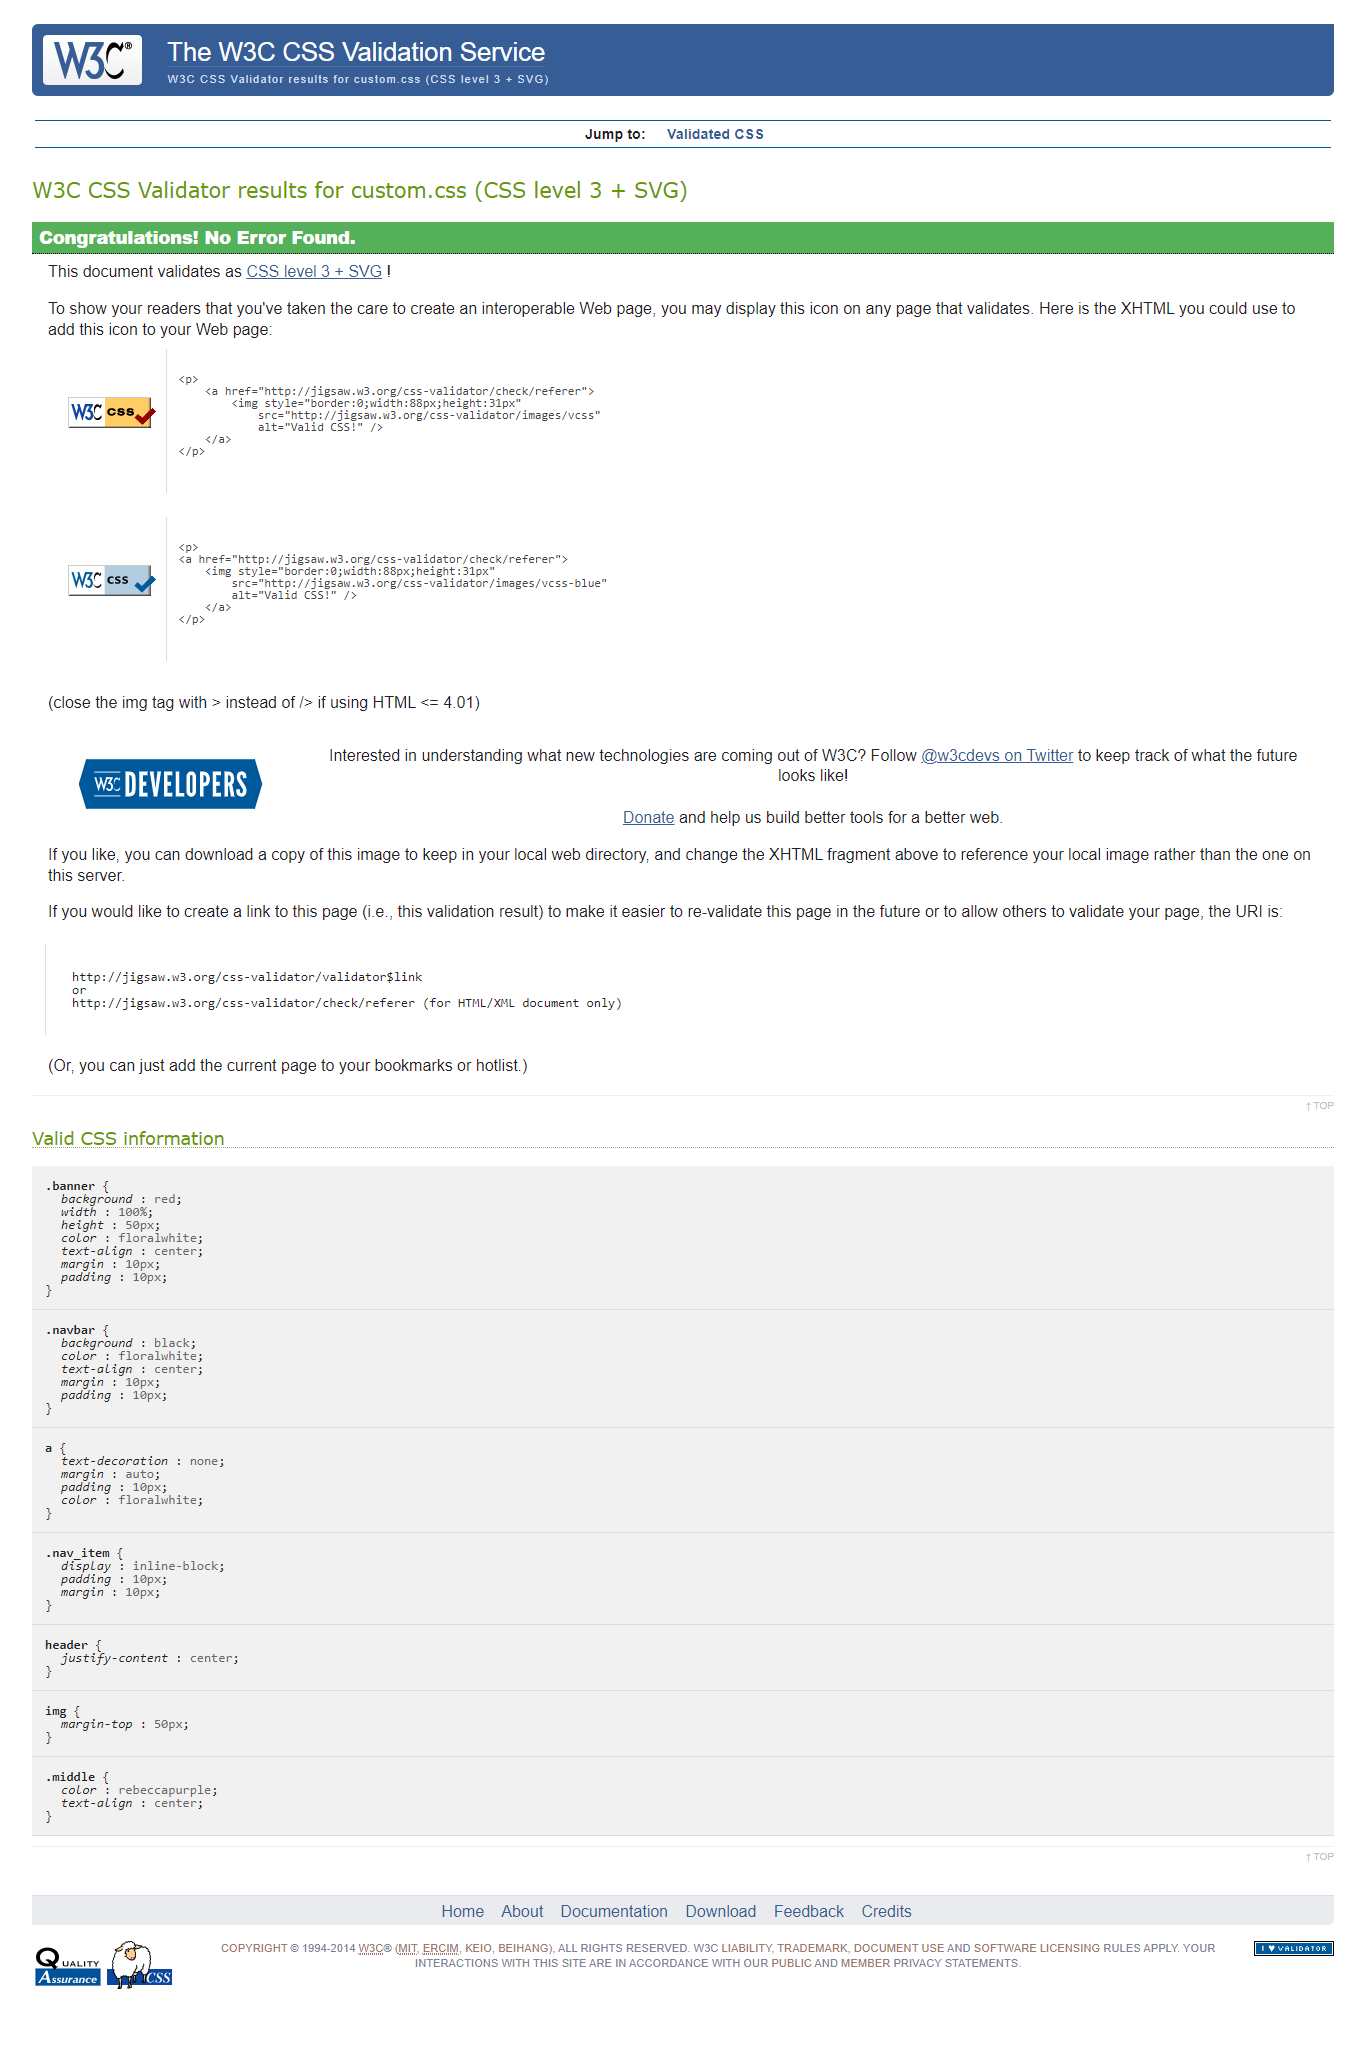 W3C®
The W3C CSS Validation Service
W3C CSS Validator results for custom.css (CSS level 3 + SVG)
Jump to: Validated CSS
W3C CSS Validator results for custom.css (CSS level 3 + SVG)
Congratulations! No Error Found.
This document validates as CSS level 3 + SVG !
To show your readers that you've taken the care to create an interoperable Web page, you may display this icon on any page that validates. Here is the XHTML you could use to
add this icon to your Web page:
W3C css
<p>
<a href="http://jigsaw.w3.org/css-validator/check/referer">
<img style="border:0;width:88px;height:31px"
src="http://jigsaw.w3.org/css-validator/images/vcss"
alt="Valid CSS!" />
</a>
</p>
W3C css
<p>
<a href="http://jigsaw.w3.org/css-validator/check/referer">
<img style="border:0;width:88px;height:31px"
src="http://jigsaw.w3.org/css-validator/images/vcss-blue"
alt="Valid CSS!" />
</a>
</p>
(close the img tag with > instead of /> if using HTML <= 4.01)
W3C DEVELOPERS
Interested in understanding what new technologies are coming out of W3C? Follow @w3cdevs on Twitter to keep track of what the future
looks like!
Donate and help us build better tools for a better web.
If you like, you can download a copy of this image to keep in your local web directory, and change the XHTML fragment above to reference your local image rather than the one on
this server.
If you would like to create a link to this page (i.e., this validation result) to make it easier to re-validate this page in the future or to allow others to validate your page, the URI is:
http://jigsaw.w3.org/css-validator/validator$link
or
http://jigsaw.w3.org/css-validator/check/referer (for HTML/XML document only)
(Or, you can just add the current page to your bookmarks or hotlist.)
↑ TOP
Valid CSS information
.banner {
background : red;
width : 100%;
height : 50px;
color : floralwhite;
text-align : center;
margin : 10px;
padding : 10px;
}
.navbar {
background : black;
color : floralwhite;
text-align : center;
margin : 10px;
padding : 10px;
}
a {
text-decoration : none;
margin : auto;
padding : 10px;
color : floralwhite;
}
.nav_item {
display : inline-block;
padding : 10px;
margin : 10px;
}
header {
justify-content : center;
}
img {
margin-top : 50px;
}
.middle {
color : rebeccapurple;
text-align : center;
}
↑ TOP
Home About Documentation Download Feedback Credits
QUALITY
Assurance
CSS
COPYRIGHT © 1994-2014 W3C® (MIT, ERCIM, KEIO, BEIHANG), ALL RIGHTS RESERVED. W3C LIABILITY, TRADEMARK, DOCUMENT USE AND SOFTWARE LICENSING RULES APPLY. YOUR
INTERACTIONS WITH THIS SITE ARE IN ACCORDANCE WITH OUR PUBLIC AND MEMBER PRIVACY STATEMENTS.
I ♥ VALIDATOR